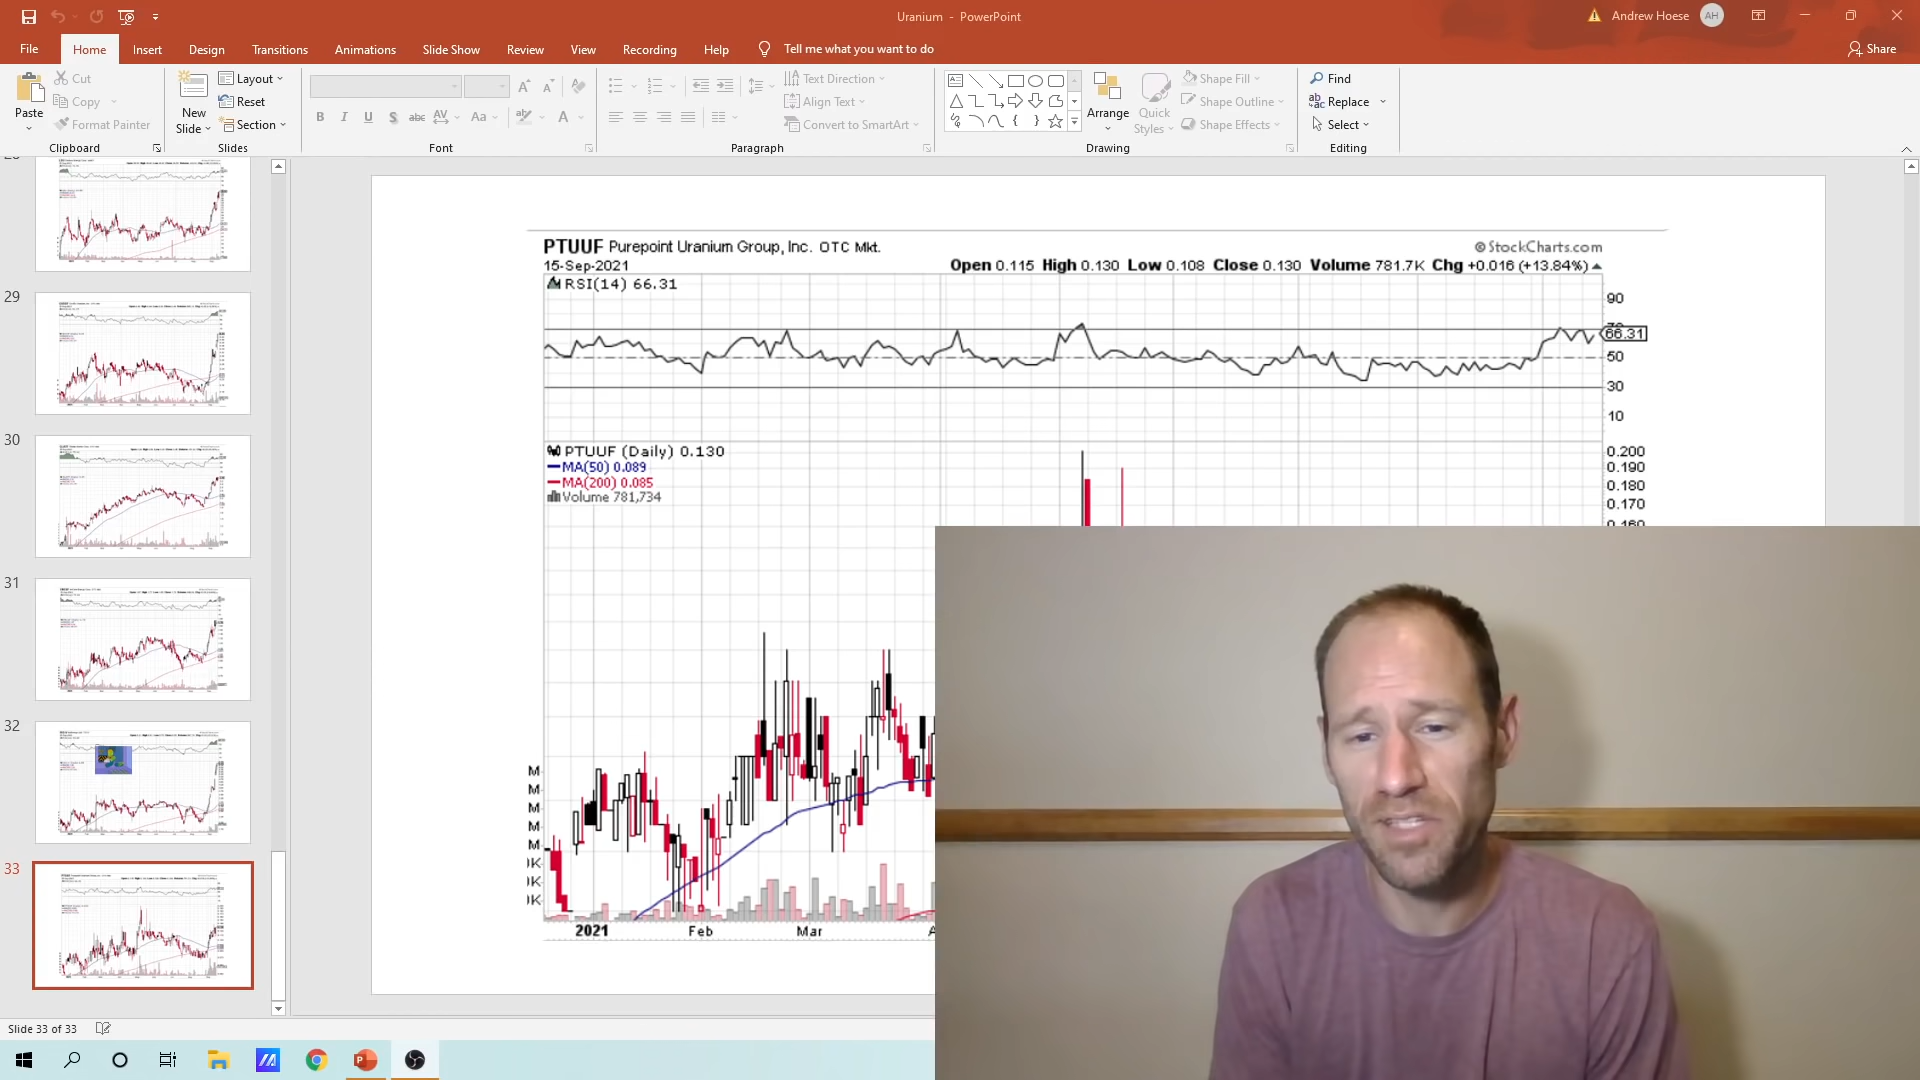 Uranium - PowerPoint
Andrew Hoese
AH
File
Home
Insert
Design
Transitions
Animations
Slide Show
Review
View
Recording
Help
Tell me what you want to do
Share
Paste
Cut
Copy
Format Painter
Clipboard
New
Slide
Layout
Reset
Section
Slides
B
I
U
S
abc
AV
Aa
A
Font
Text Direction
Align Text
Convert to SmartArt
Paragraph
Arrange
Quick
Styles
Shape Fill
Shape Outline
Shape Effects
Drawing
Find
Replace
Select
Editing
29
30
31
32
33
PTUUF Purepoint Uranium Group, Inc. OTC Mkt.
© StockCharts.com
15-Sep-2021
Open 0.115 High 0.130 Low 0.108 Close 0.130 Volume 781.7K Chg +0.016 (+13.84%)
RSI(14) 66.31
90
66.31
50
30
10
PTUUF (Daily) 0.130
MA(50) 0.089
MA(200) 0.085
Volume 781,734
0.200
0.190
0.180
0.170
0.160
M
M
M
M
M
K
K
K
2021
Feb
Mar
Slide 33 of 33